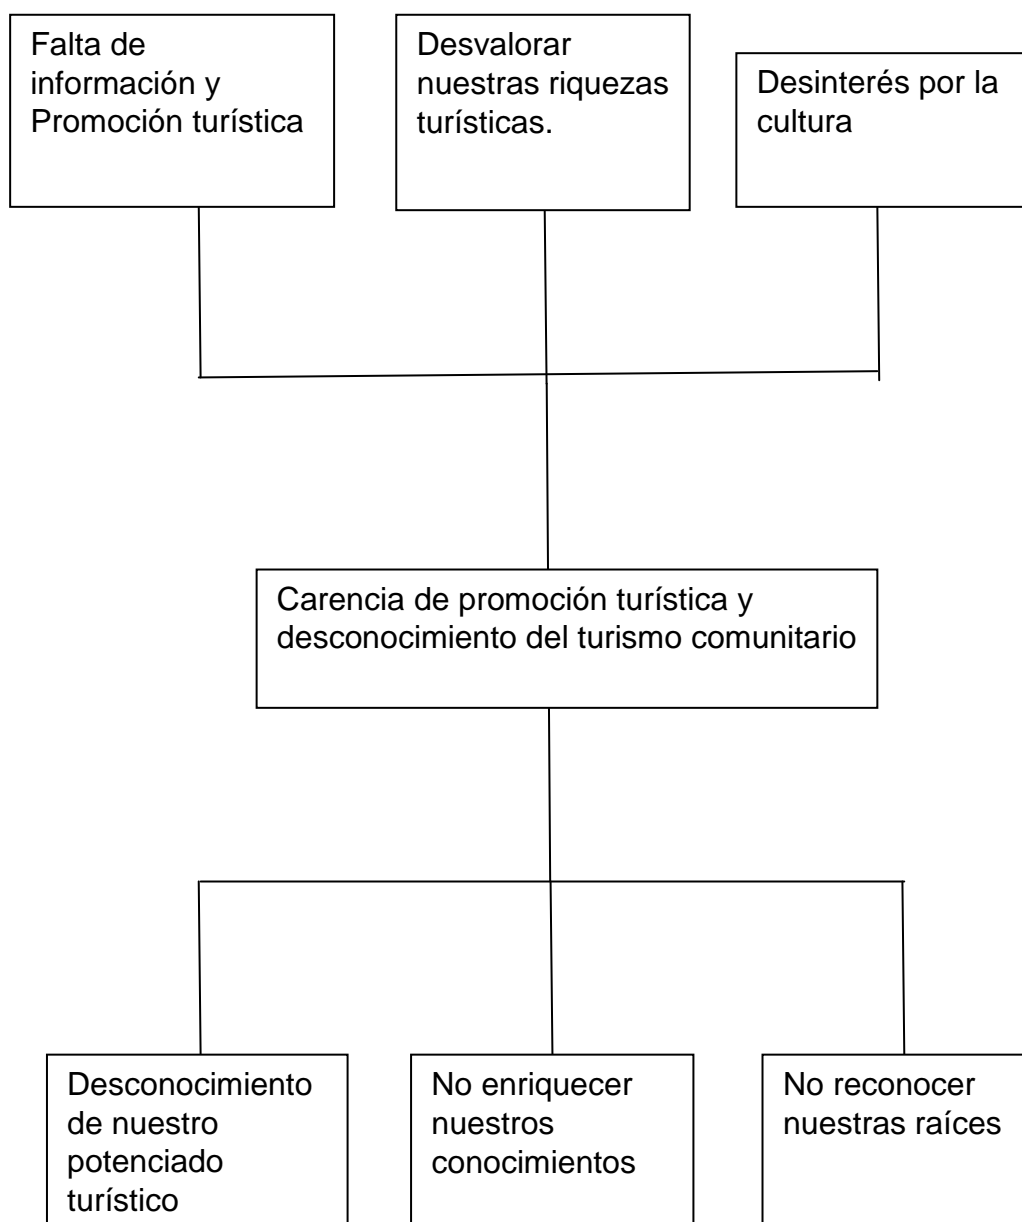 Falta de
información y
Promoción turística
Desvalorar
nuestras riquezas
turísticas.
Desinterés por la
cultura
Carencia de promoción turística y
desconocimiento del turismo comunitario
Desconocimiento
de nuestro
potenciado
turístico
No enriquecer
nuestros
conocimientos
No reconocer
nuestras raíces